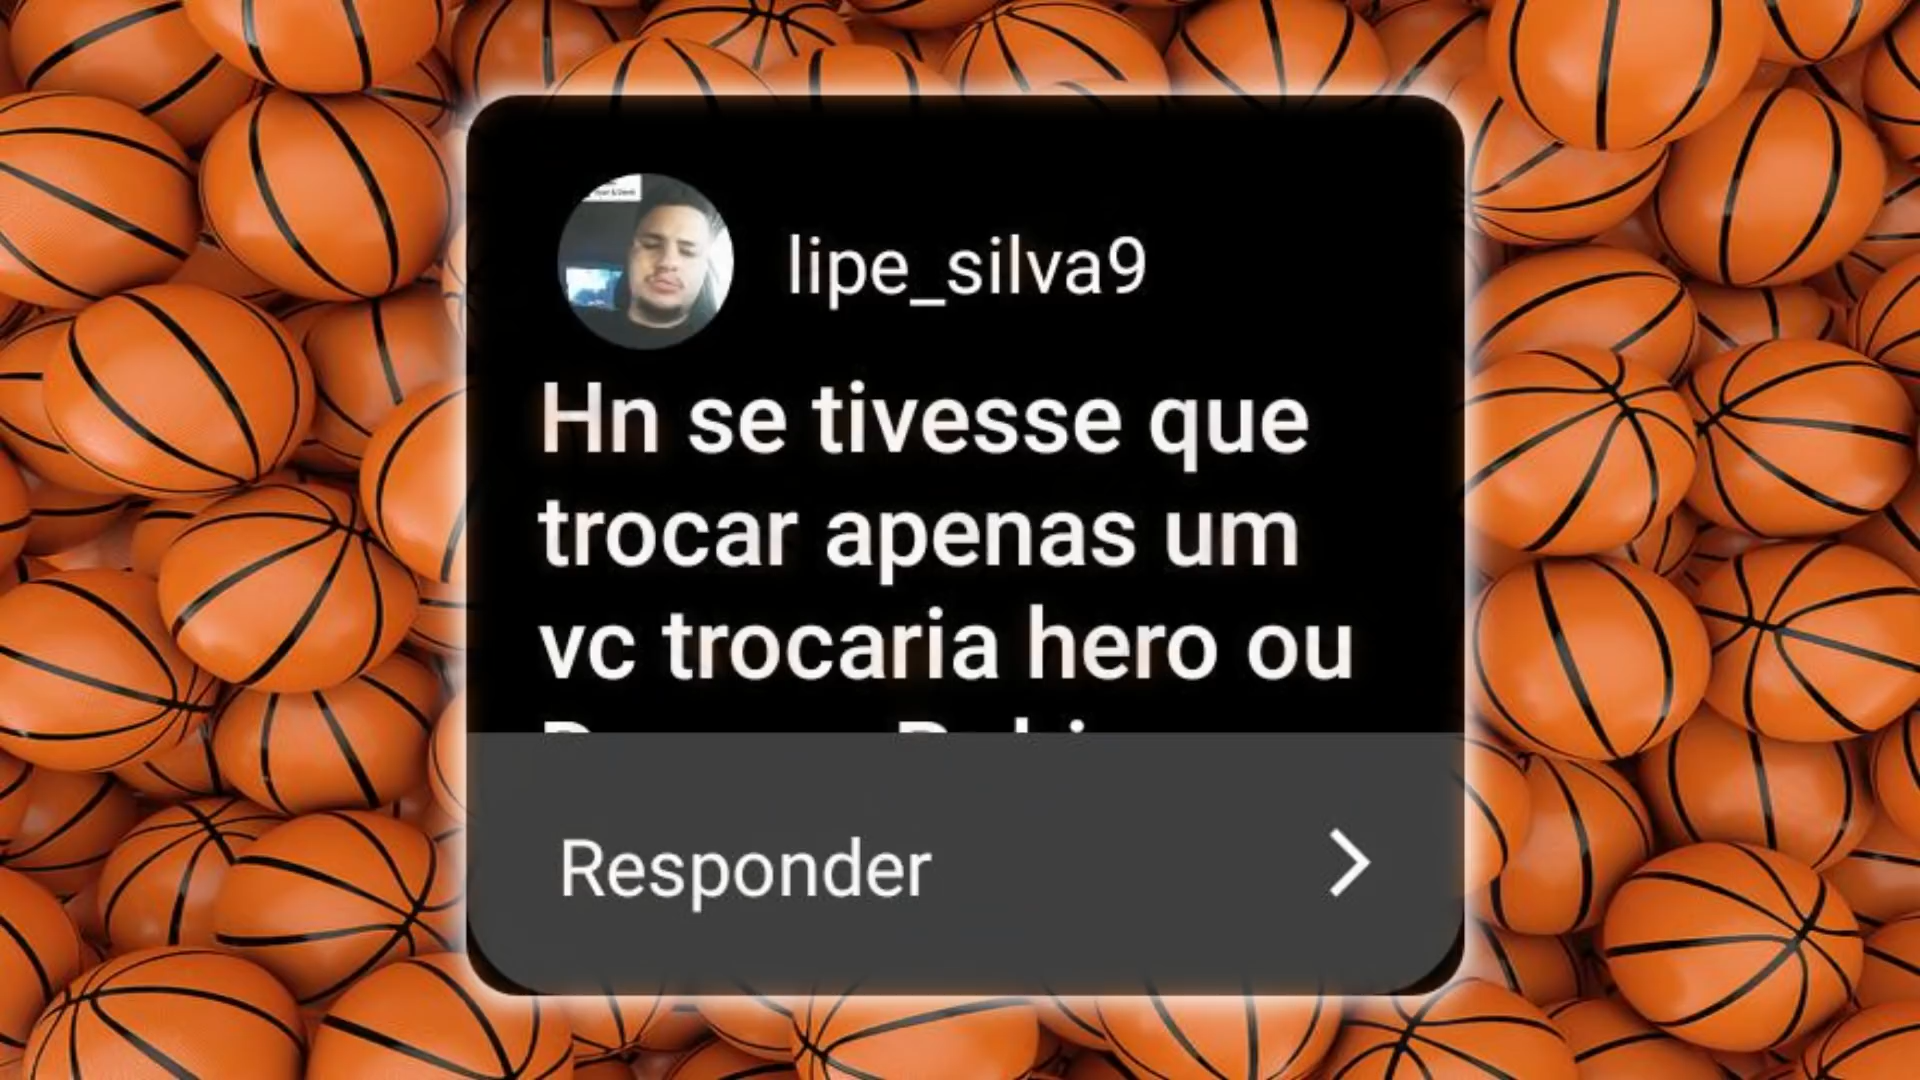 lipe_silva9
Hn se tivesse que
trocar apenas um
vc trocaria hero ou
Responder